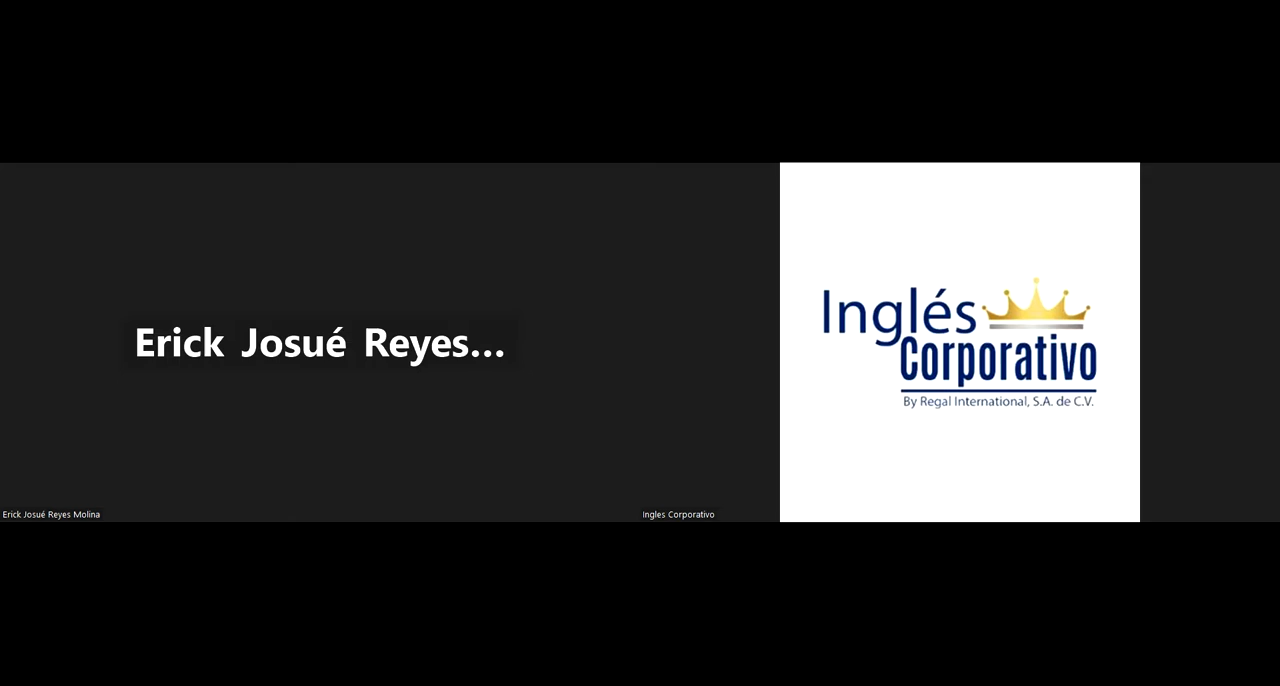 Erick Josué Reyes...
Inglés
Corporativo
By Regal International, S.A. de C.V.
Erick Josué Reyes Molina
Ingles Corporativo